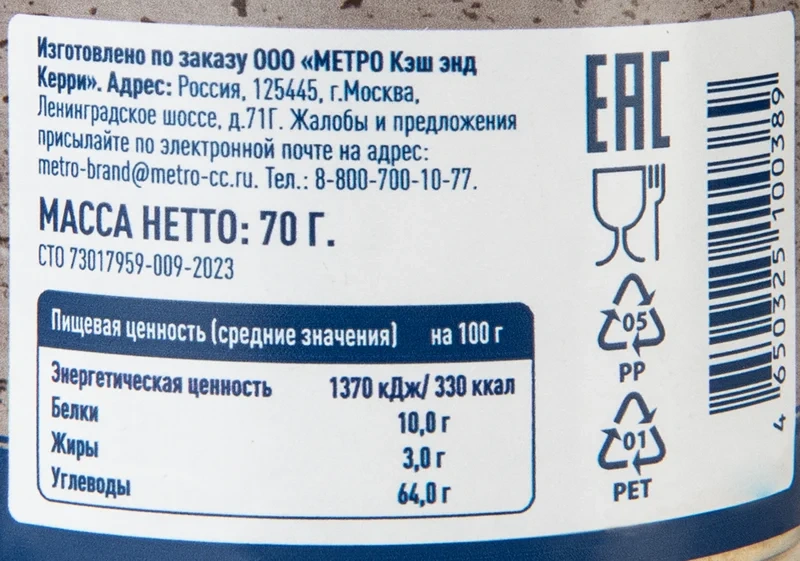 Изготовлено по заказу ООО «МЕТРО Кэш энд
Керри». Адрес: Россия, 125445, г.Москва,
Ленинградское шоссе, д.71Г. Жалобы и предложения
присылайте по электронной почте на адрес:
metro-brand@metro-cc.ru. Тел.: 8-800-700-10-77.
МАССА НЕТТО: 70 Г.
СТО 73017959-009-2023
Пищевая ценность (средние значения) на 100 г
Энергетическая ценность 1370 кДж/ 330 ккал
Белки 10,0 г
Жиры 3,0 г
Углеводы 64,0 г
EAC
05
PP
01
PET
4 650325 100389